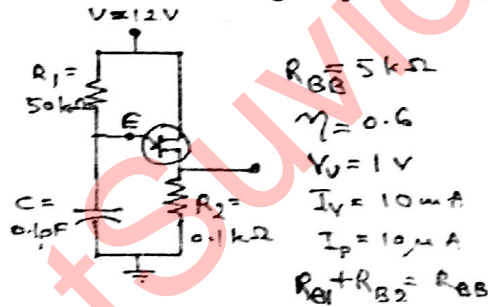 V=12V
R1=
50kΩ
E
C=
0.1µF
R2=
0.1kΩ
RBB=5kΩ
η=0.6
VV=1V
IV=10mA
Ip=10µA
RB1+RB2=RBB